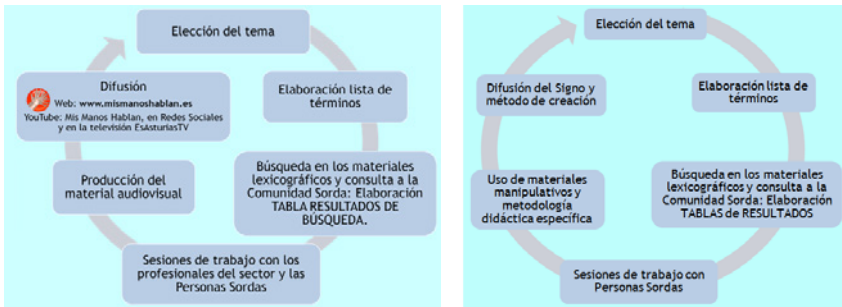 Elección del tema
Elaboración lista de
términos
Búsqueda en los materiales
lexicográficos y consulta a la
Comunidad Sorda: Elaboración
TABLA RESULTADOS DE
BÚSQUEDA.
Sesiones de trabajo con los
profesionales del sector y las
Personas Sordas
Producción del
material audiovisual
Difusión
Web: www.mismanoshablan.es
YouTube: Mis Manos Hablan, en Redes Sociales
y en la televisión EsAsturiasTV
Elección del tema
Elaboración lista de
términos
Búsqueda en los materiales
lexicográficos y consulta a la
Comunidad Sorda: Elaboración
TABLAS de RESULTADOS
Sesiones de trabajo con
Personas Sordas
Uso de materiales
manipulativos y
metodología
didáctica específica
Difusión del Signo y
método de creación